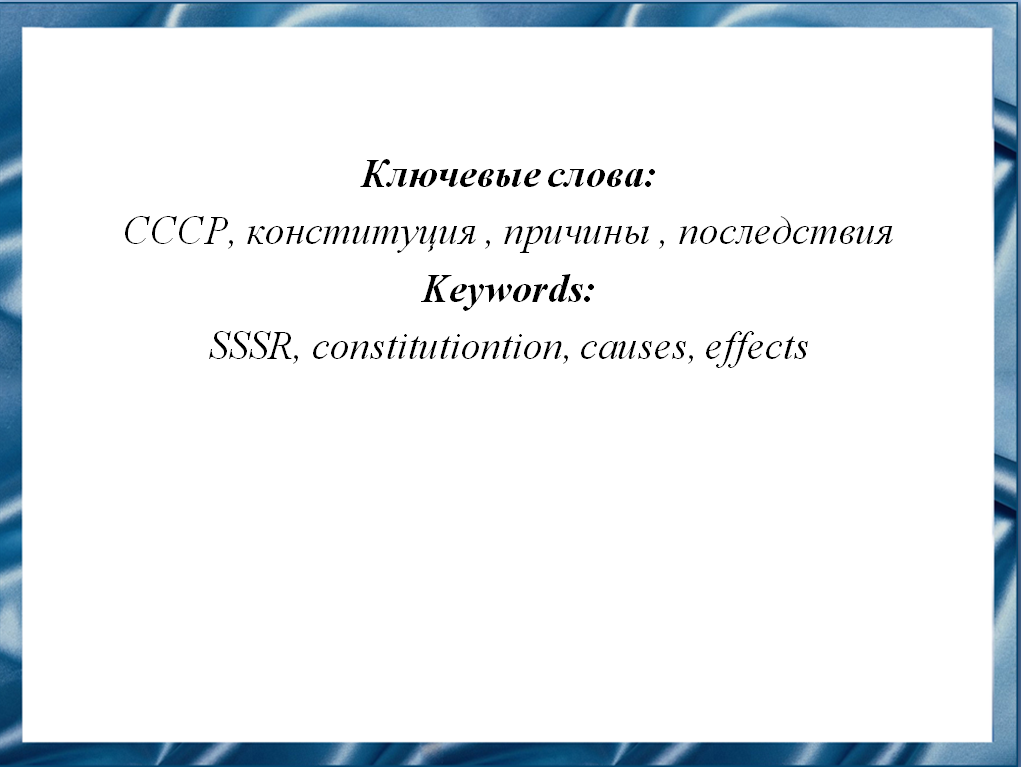 Ключевые слова:
СССР, конституция , причины , последствия
Keywords:
SSSR, constitutiontion, causes, effects